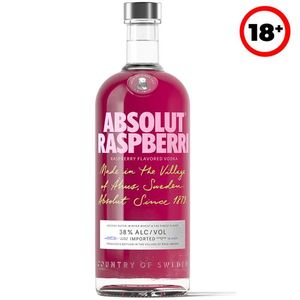 18+
ABSOLUT
RASPBERRI
RASPBERRY FLAVORED VODKA
Made in the Village
of Åhus, Sweden
Absolut Since 1879
38% ALC/VOL
IMPORTED
COUNTRY OF SWEDEN